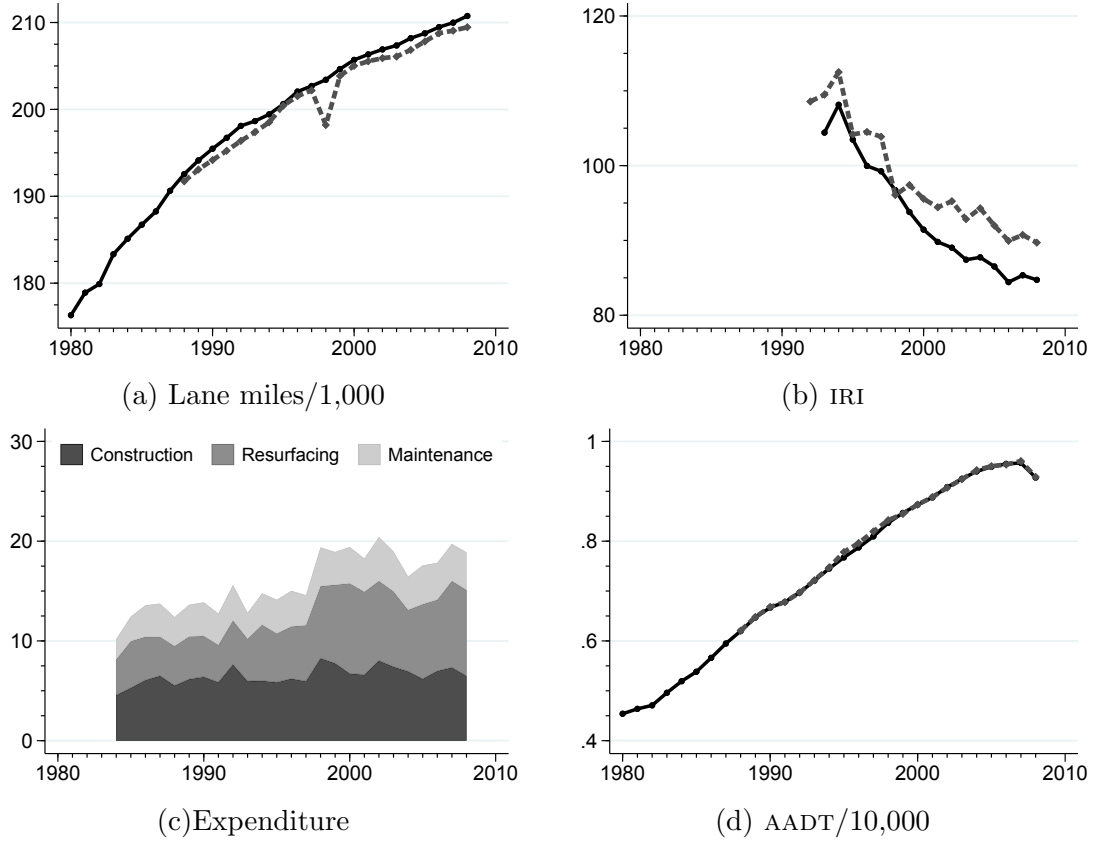 210
200
190
180
1980 1990 2000 2010
(a) Lane miles/1,000
120
100
80
1980 1990 2000 2010
(b) IRI
30
Construction Resurfacing Maintenance
20
10
0
1980 1990 2000 2010
(c)Expenditure
1
.8
.6
.4
1980 1990 2000 2010
(d) AADT/10,000